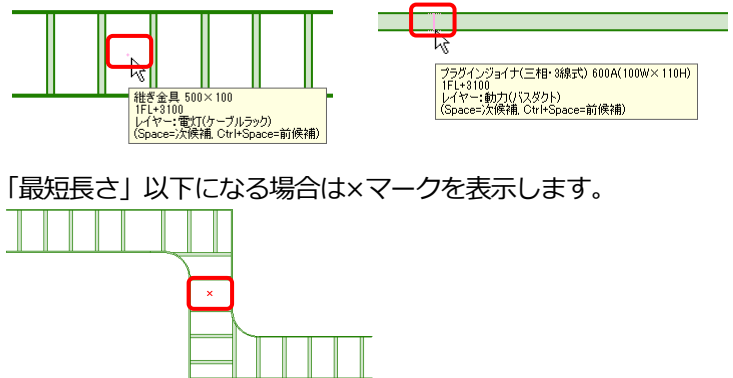 継ぎ金具 500×100
1FL+3100
レイヤー：電灯(ケーブルラック)
(Space=次候補, Ctrl+Space=前候補)
プラグインジョイナ(三相・3線式) 600A(100W×110H)
1FL+3100
レイヤー：動力(バスダクト)
(Space=次候補, Ctrl+Space=前候補)
「最短長さ」以下になる場合は×マークを表示します。
×